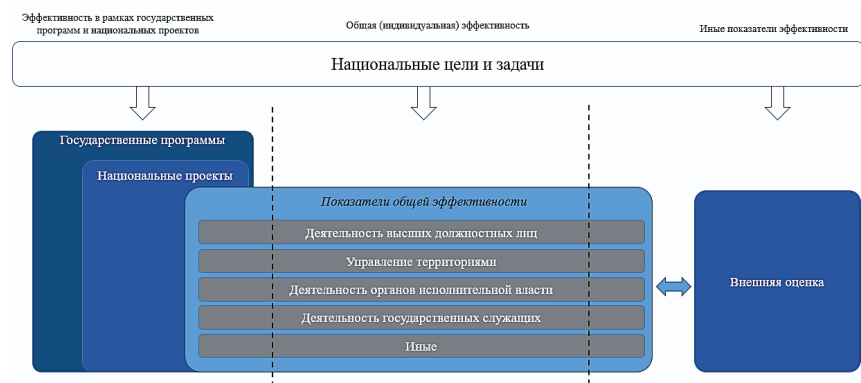 Эффективность в рамках государственных
программ и национальных проектов
Общая (индивидуальная) эффективность
Иные показатели эффективности
Национальные цели и задачи
Государственные программы
Национальные проекты
Показатели общей эффективности
Деятельность высших должностных лиц
Управление территориями
Деятельность органов исполнительной власти
Деятельность государственных служащих
Иные
Внешняя оценка